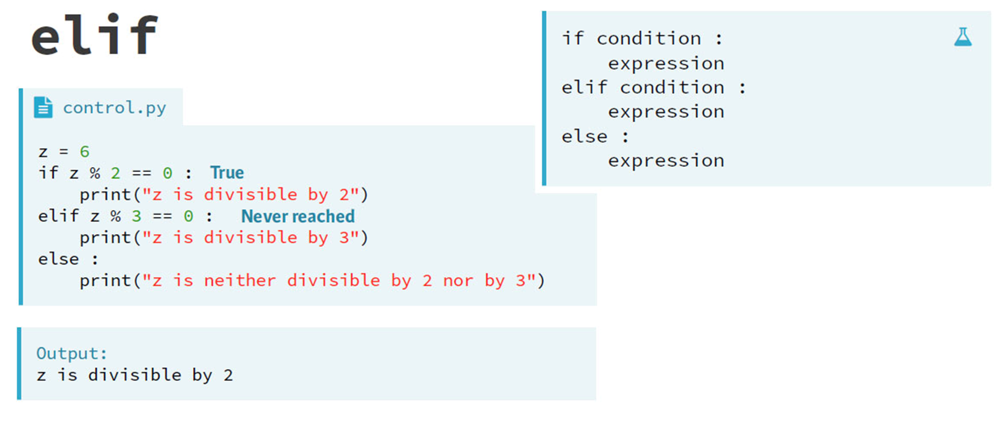 elif
control.py
z = 6
if z % 2 == 0 : True
    print("z is divisible by 2")
elif z % 3 == 0 : Never reached
    print("z is divisible by 3")
else :
    print("z is neither divisible by 2 nor by 3")
Output:
z is divisible by 2
if condition :
    expression
elif condition :
    expression
else :
    expression